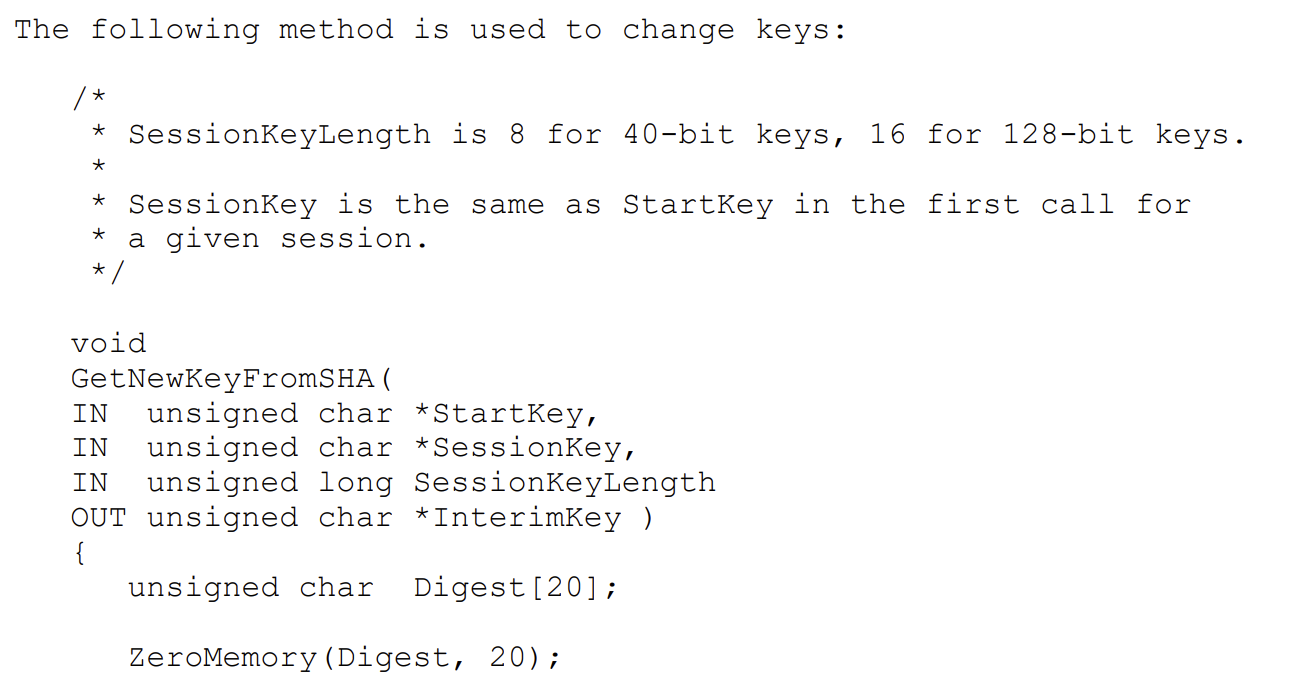 The following method is used to change keys:
/*
* SessionKeyLength is 8 for 40-bit keys, 16 for 128-bit keys.
*
* SessionKey is the same as StartKey in the first call for
* a given session.
*/
void
GetNewKeyFromSHA(
IN  unsigned char *StartKey,
IN  unsigned char *SessionKey,
IN  unsigned long SessionKeyLength
OUT unsigned char *InterimKey )
{
unsigned char  Digest[20];
ZeroMemory(Digest, 20);